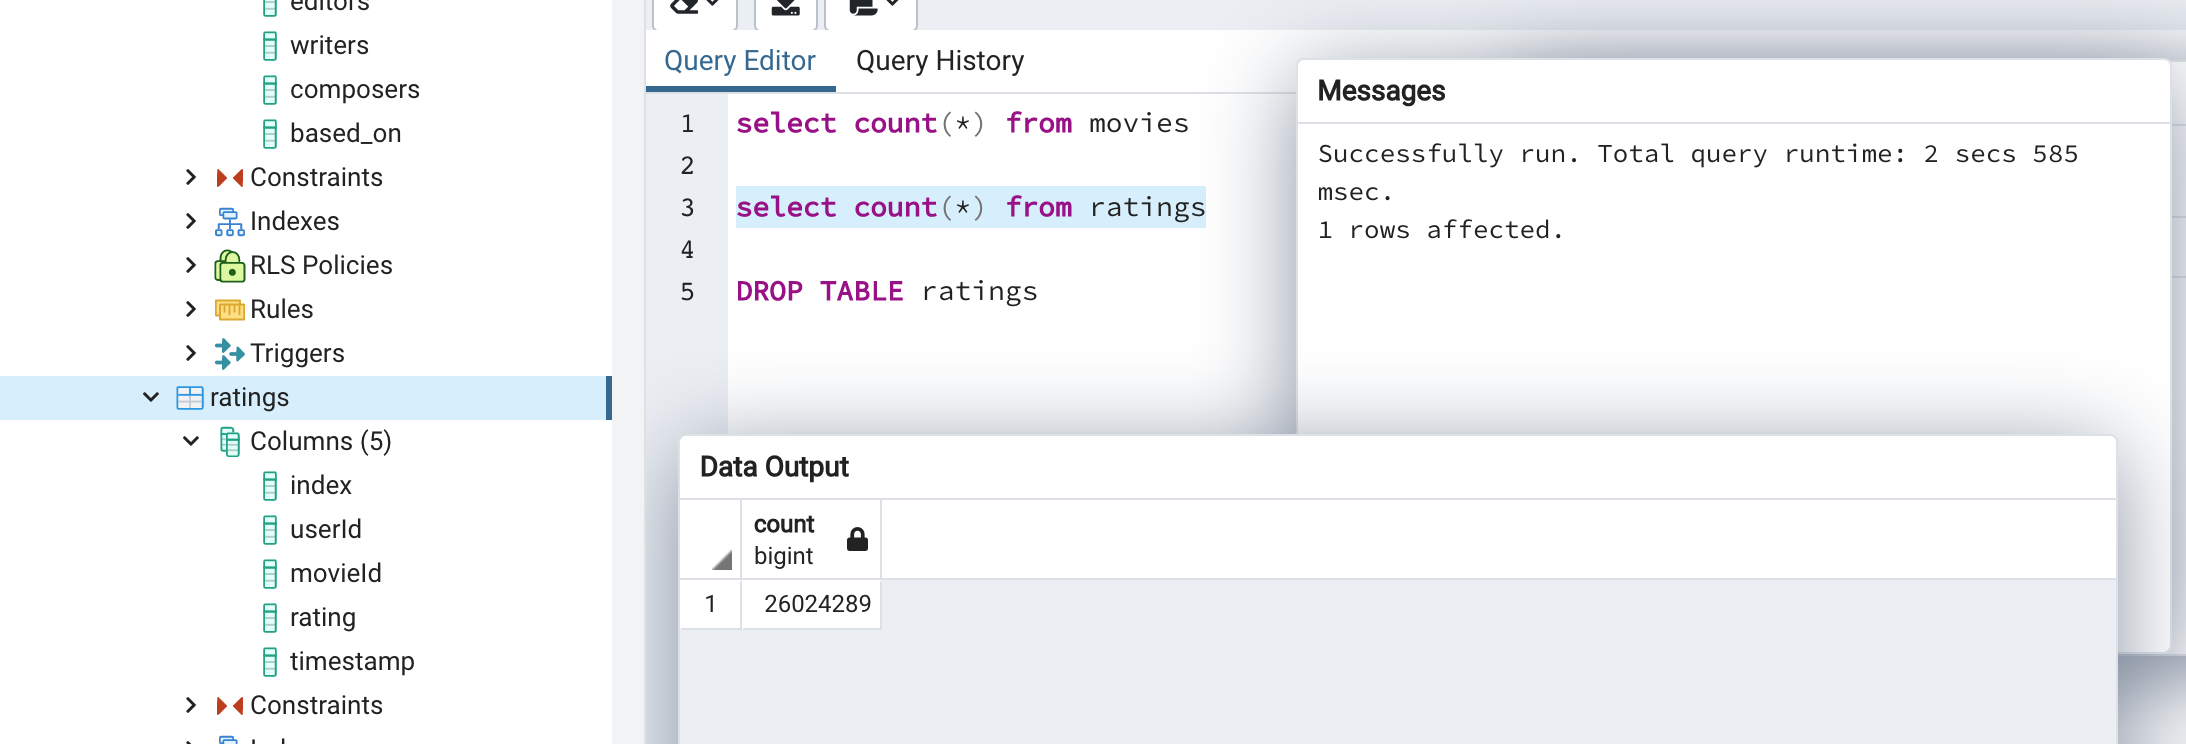 editors
writers
composers
based_on
Constraints
Indexes
RLS Policies
Rules
Triggers
ratings
Columns (5)
index
userId
movieId
rating
timestamp
Constraints
Query Editor
Query History
1 select count(*) from movies
2
3 select count(*) from ratings
4
5 DROP TABLE ratings
Messages
Successfully run. Total query runtime: 2 secs 585
msec.
1 rows affected.
Data Output
count
bigint
1 26024289